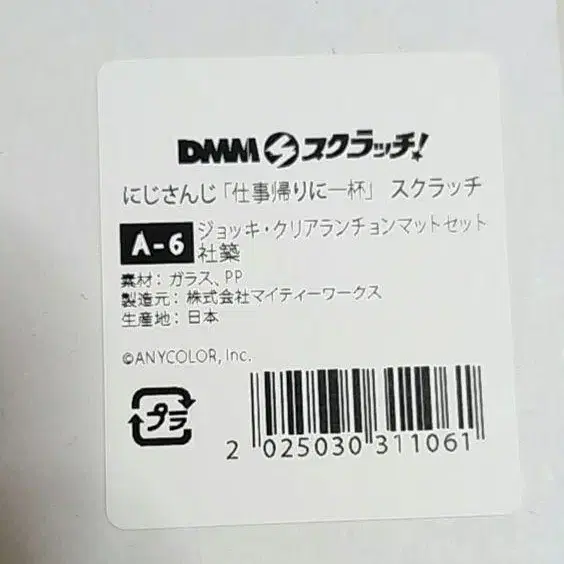 DMMスクラッチ!
にじさんじ「仕事帰りに一杯」 スクラッチ
A-6 ジョッキ・クリアランチョンマットセット
社築
素材: ガラス、PP
製造元: 株式会社マイティーワークス
生産地: 日本
©ANYCOLOR, Inc.
プラ
2 025030 311061